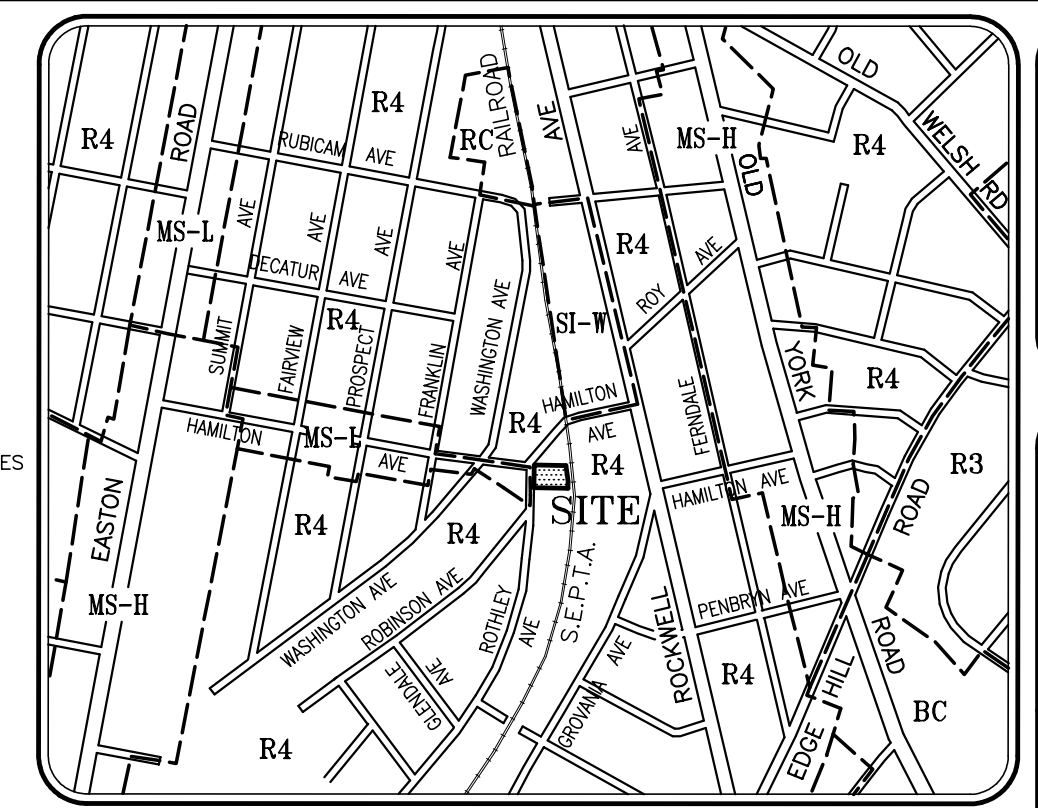 OLD
R4
R4
ROAD
RAILROAD
AVE
RC
RUBICAM
AVE
AVE
MS-H
R4
WELSH RD
OLD
MS-L
AVE
AVE
AVE
AVE
R4
AVE
DECATUR
AVE
ROY
WASHINGTON AVE
R4
SI-W
SUMMIT
FAIRVIEW
PROSPECT
FRANKLIN
YORK
R4
HAMILTON
FERNDALE
R4
AVE
HAMILTON
MS-L
AVE
R4
ES
R3
HAMILTON AVE
EASTON
SITE
MS-H
ROAD
R4
R4
S.E.P.T.A.
MS-H
WASHINGTON AVE
ROBINSON AVE
ROTHLEY
AVE
PENBRYN AVE
ROCKWELL
ROAD
AVE
GLENDALE
AVE
GROVANIA
R4
HILL
EDGE
BC
R4